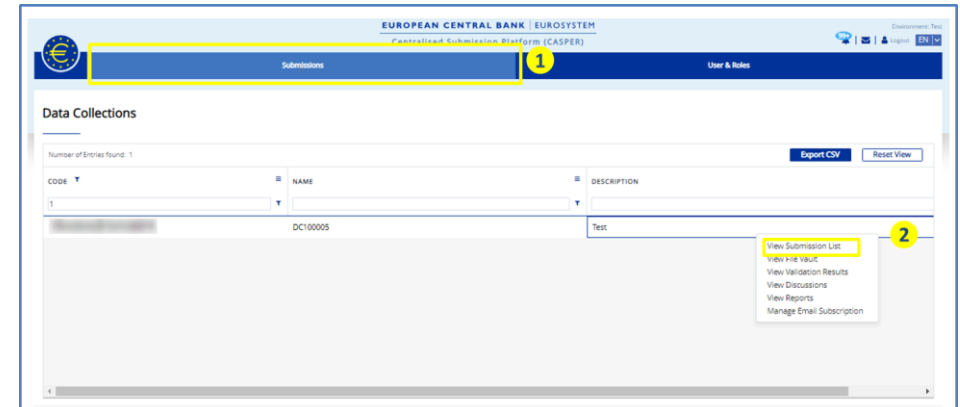 EUROPEAN CENTRAL BANK | EUROSYSTEM
Environment: Test
Centralised Submission Platform (CASPER)
99+ | | Logout EN
Submissions
1
User & Roles
Data Collections
Number of Entries found: 1
Export CSV
Reset View
CODE
NAME
DESCRIPTION
1
DC100005
Test
2
View Submission List
View File Vault
View Validation Results
View Discussions
View Reports
Manage Email Subscription